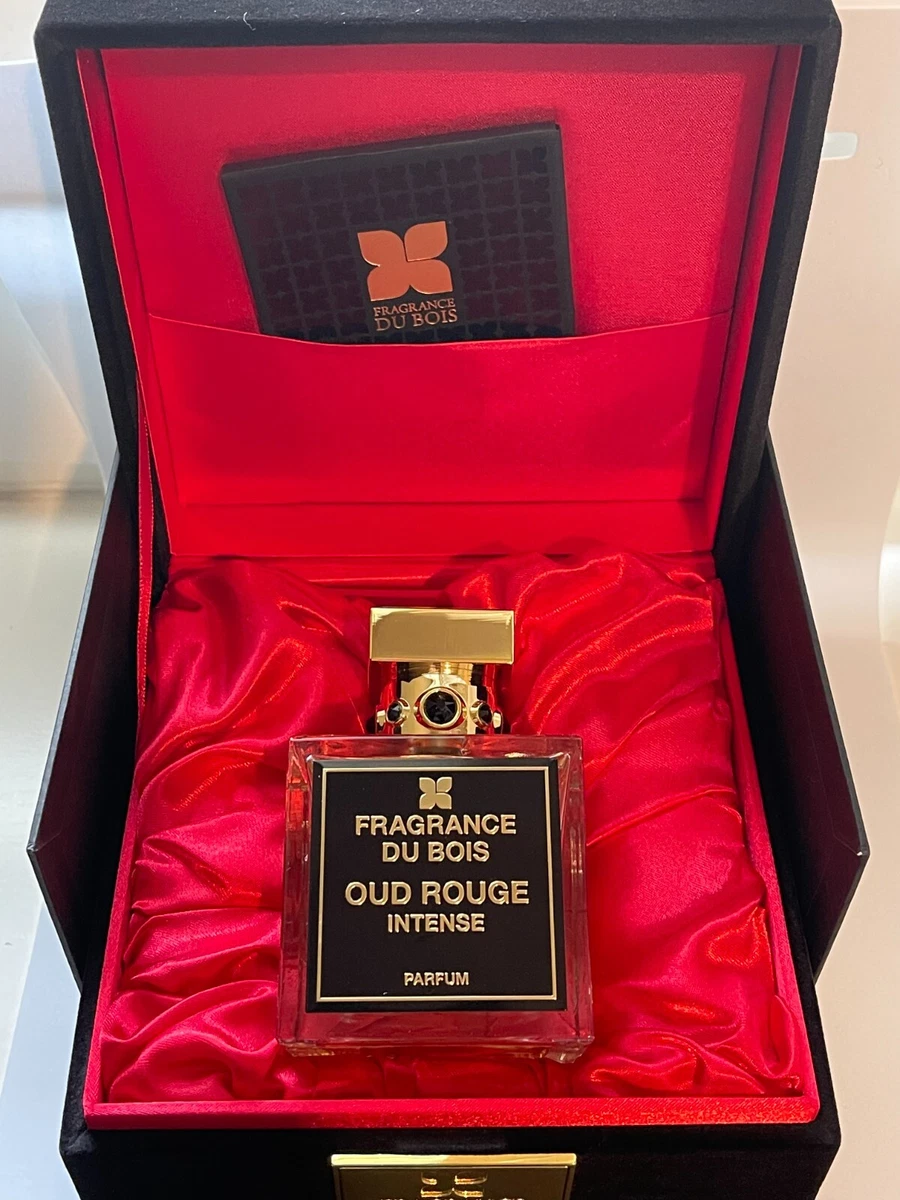 FRAGRANCE
DU BOIS
FRAGRANCE
DU BOIS
OUD ROUGE
INTENSE
PARFUM